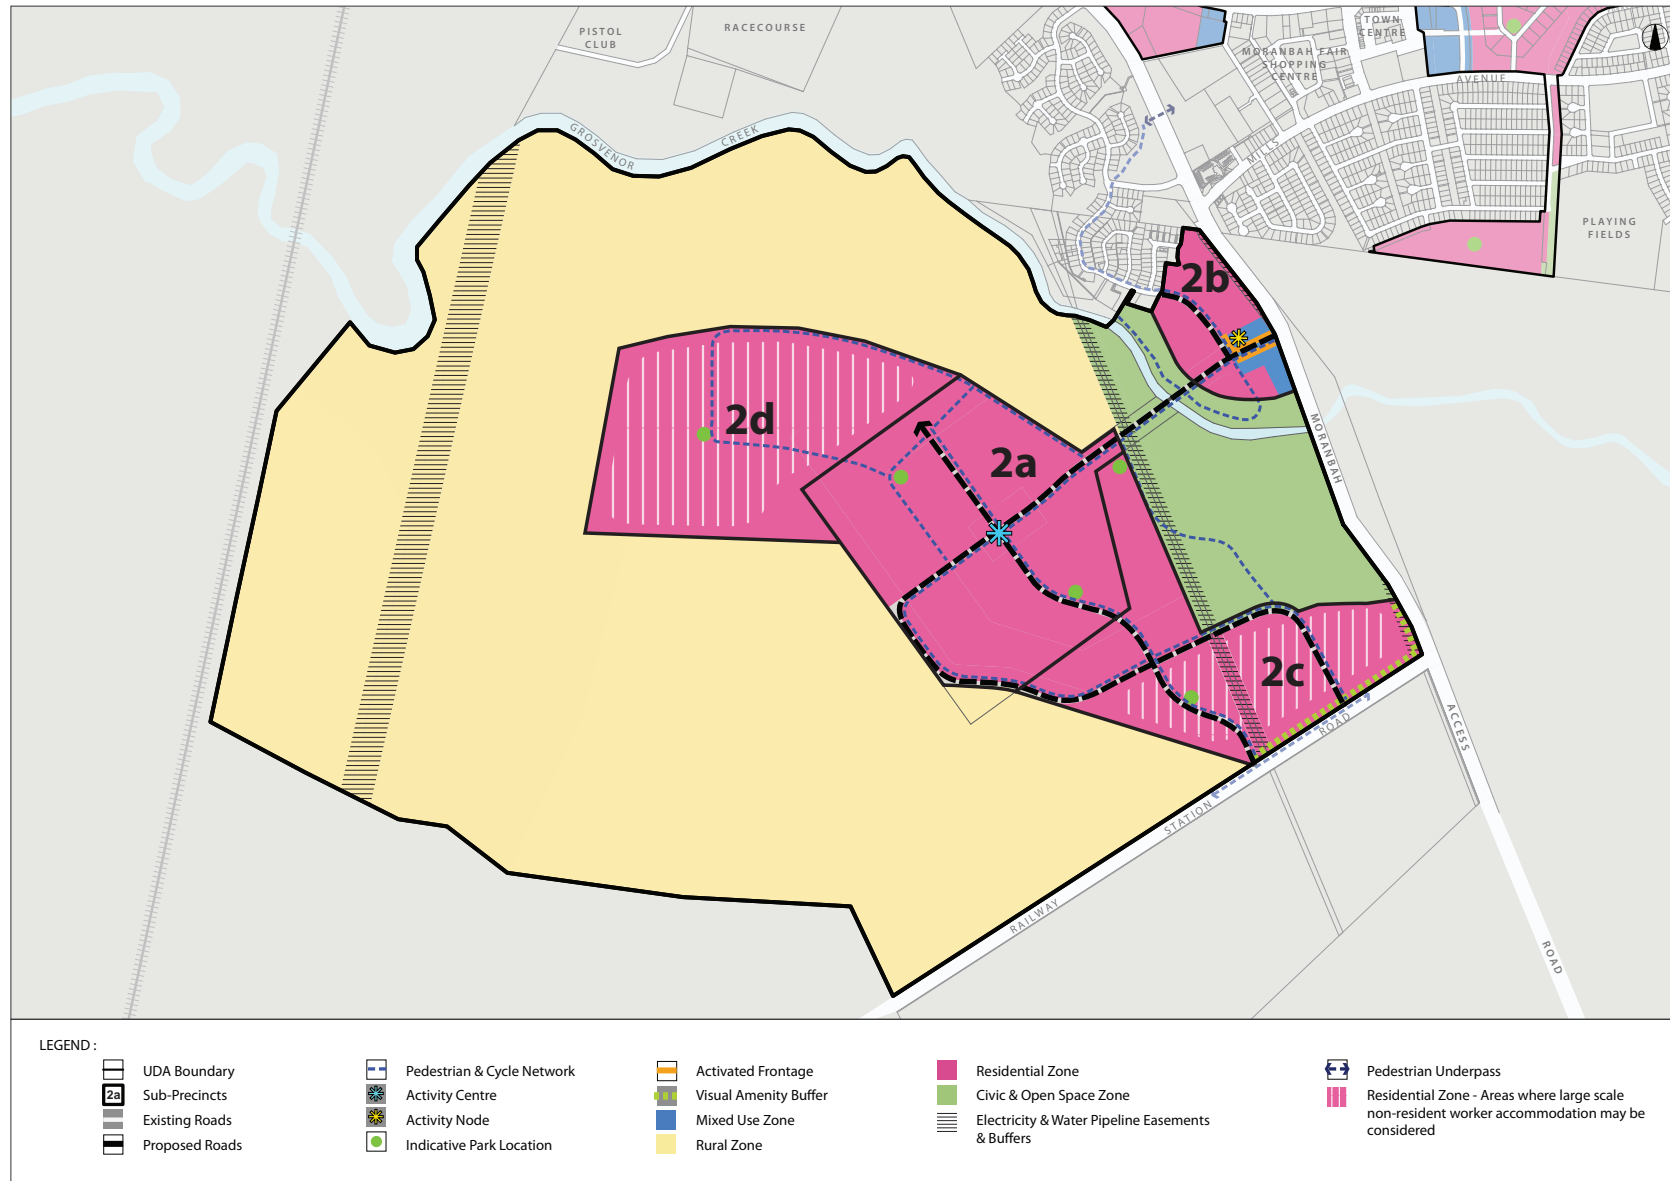 PISTOL
CLUB
RACECOURSE
TOWN
CENTRE
MORANBAH FAIR
SHOPPING
CENTRE
AVENUE
MILLS
GROSVENOR
CREEK
PLAYING
FIELDS
2b
2d
2a
2c
MORANBAH
ACCESS
ROAD
ROAD
STATION
RAILWAY
LEGEND :
UDA Boundary
2a Sub-Precincts
Existing Roads
Proposed Roads
Pedestrian & Cycle Network
Activity Centre
Activity Node
Indicative Park Location
Activated Frontage
Visual Amenity Buffer
Mixed Use Zone
Rural Zone
Residential Zone
Civic & Open Space Zone
Electricity & Water Pipeline Easements
& Buffers
Pedestrian Underpass
Residential Zone - Areas where large scale
non-resident worker accommodation may be
considered